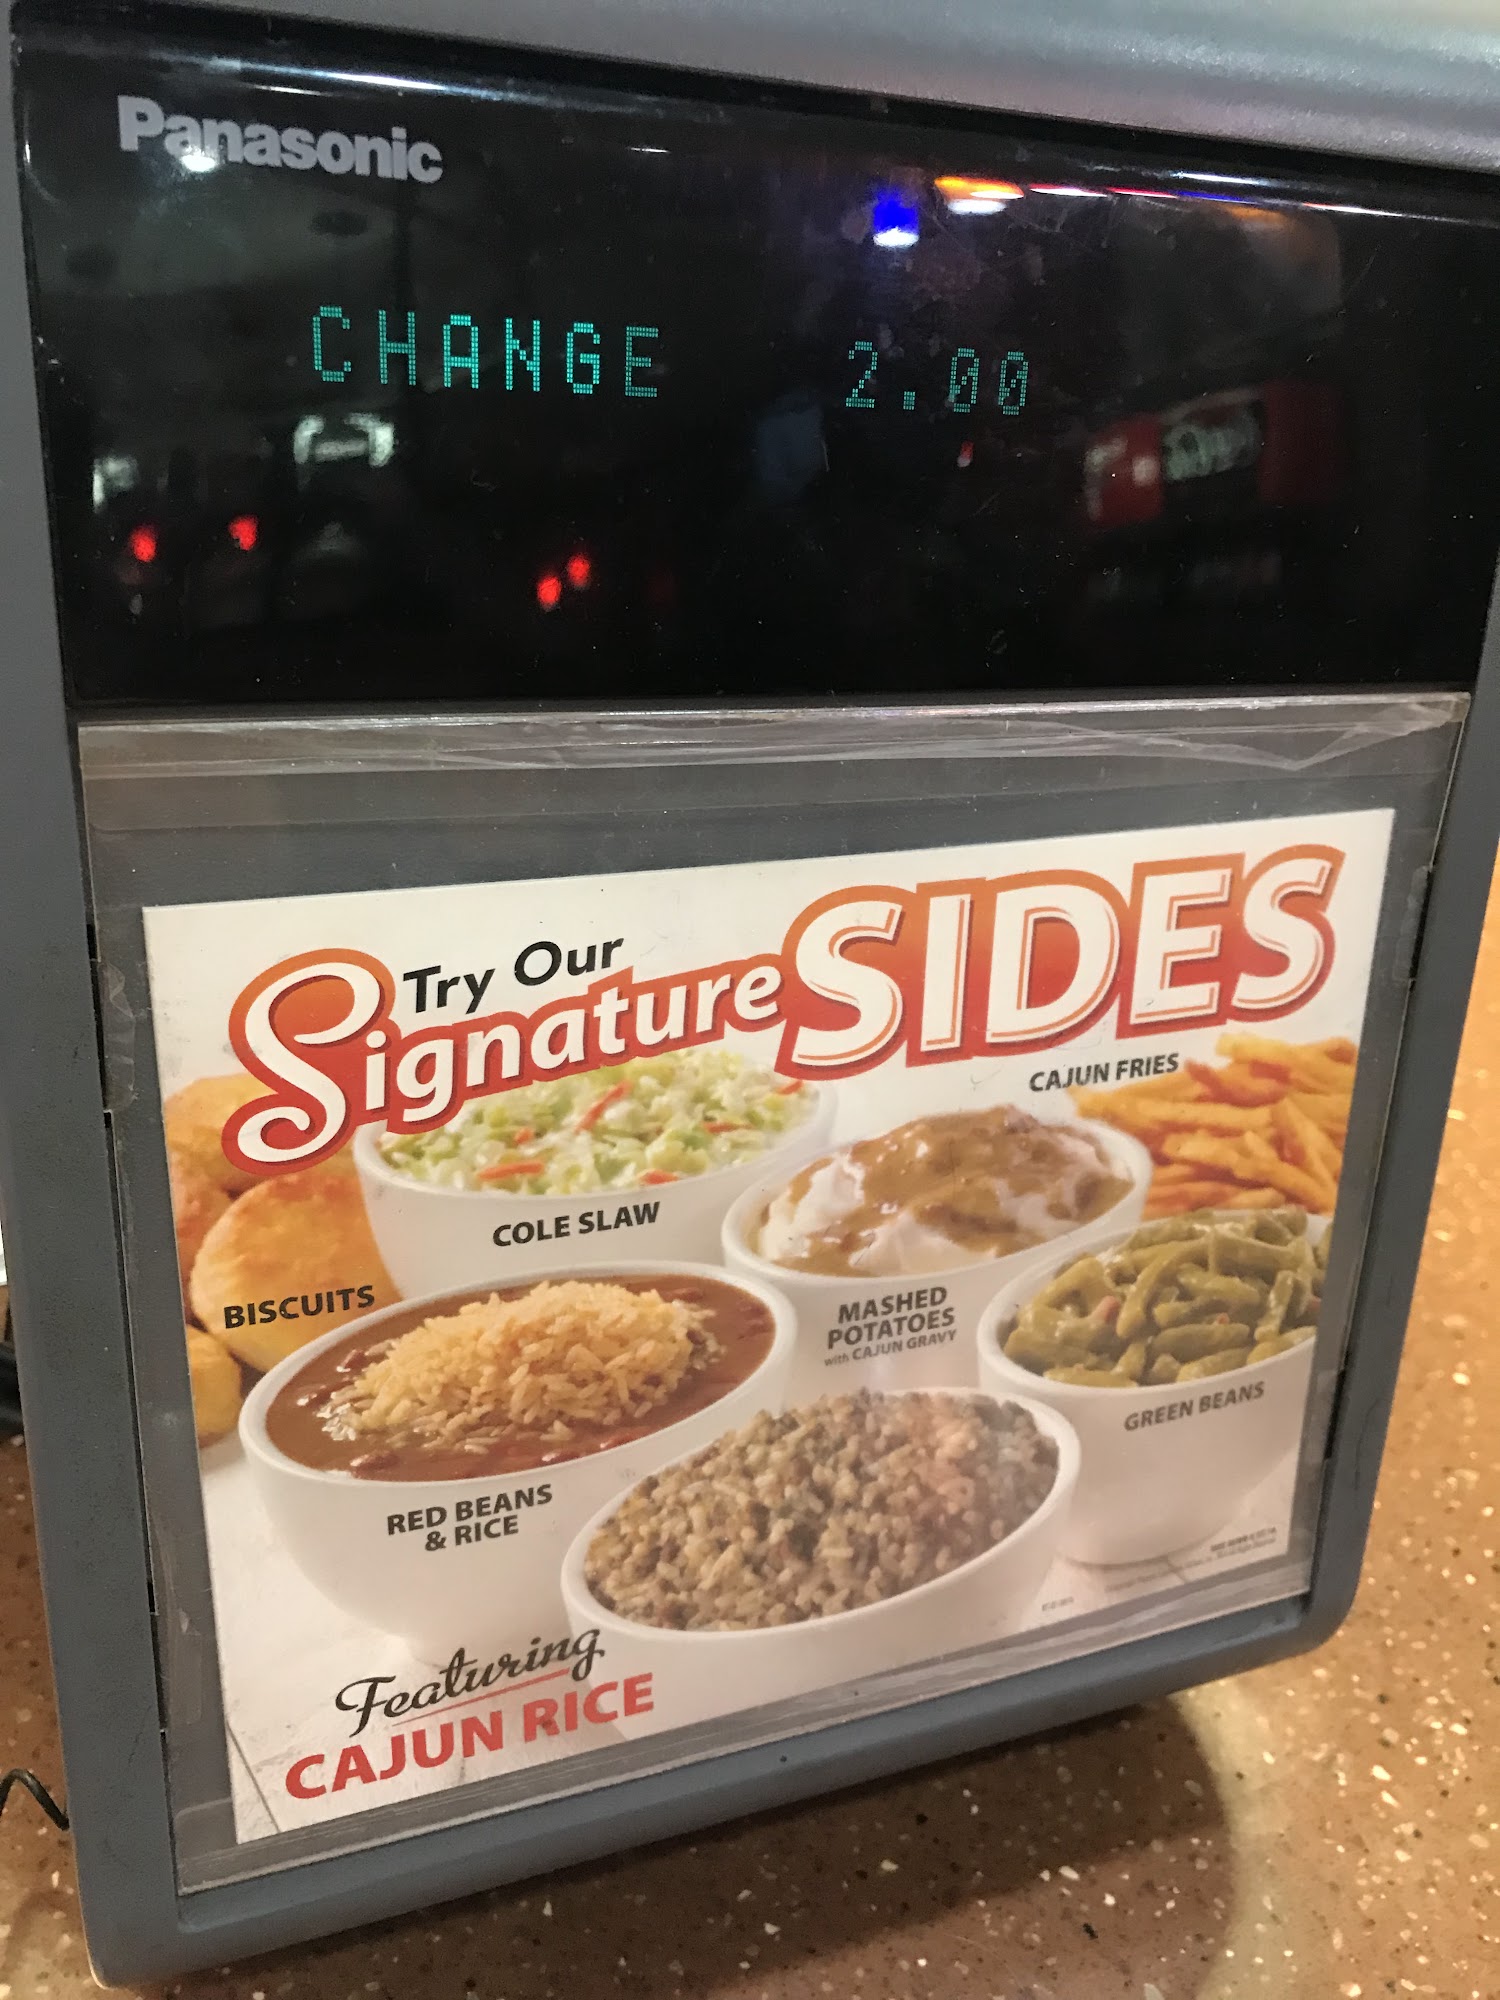 Panasonic
CHANGE 2.00
Try Our
Signature SIDES
CAJUN FRIES
COLE SLAW
BISCUITS
MASHED
POTATOES
with CAJUN GRAVY
GREEN BEANS
RED BEANS
& RICE
Featuring
CAJUN RICE